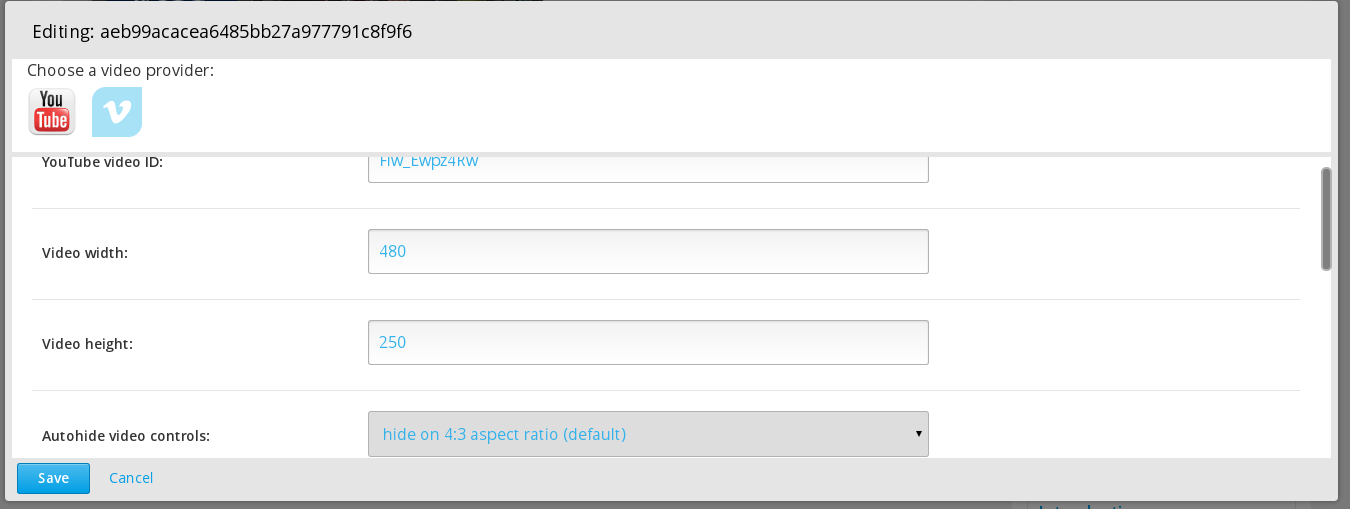 Editing: aeb99acacea6485bb27a977791c8f9f6
Choose a video provider:
You
Tube
YouTube video ID:
Video width:
480
Video height:
250
Autohide video controls:
hide on 4:3 aspect ratio (default)
Save
Cancel